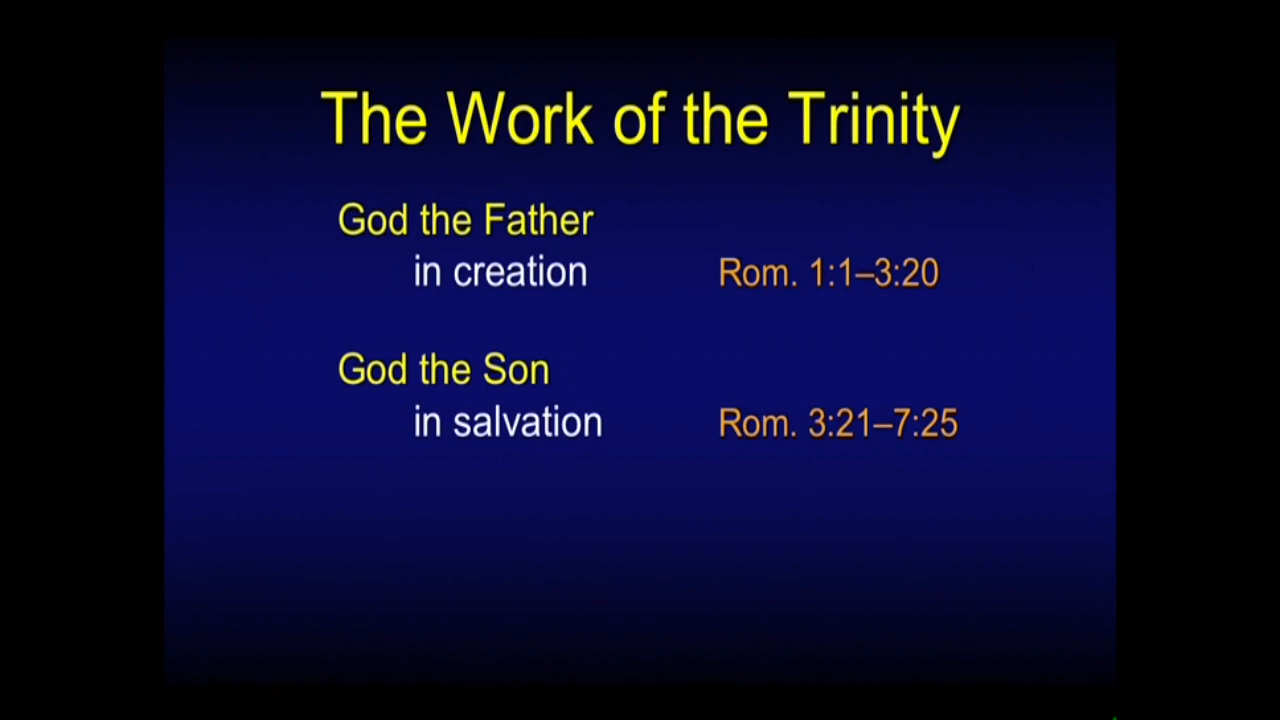 The Work of the Trinity
God the Father
in creation Rom. 1:1–3:20
God the Son
in salvation Rom. 3:21–7:25